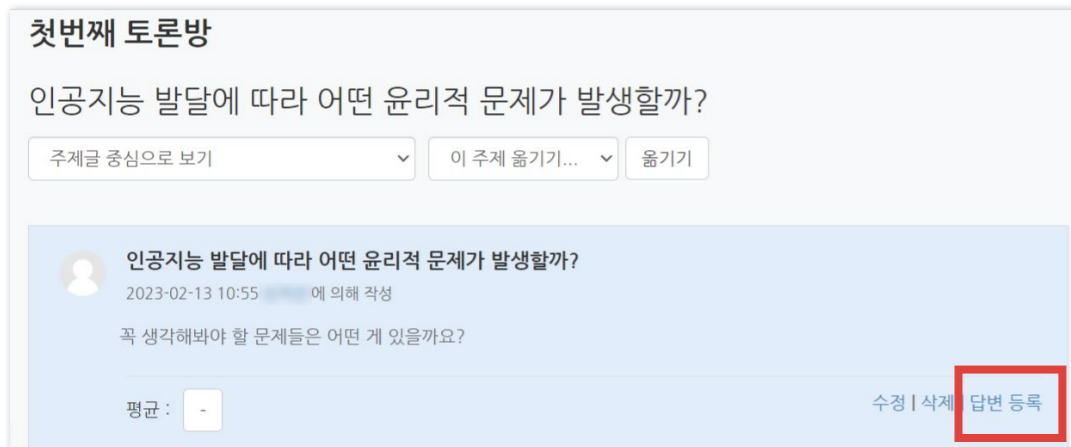 첫번째 토론방
인공지능 발달에 따라 어떤 윤리적 문제가 발생할까?
주제글 중심으로 보기 이 주제 옮기기... 옮기기
인공지능 발달에 따라 어떤 윤리적 문제가 발생할까?
2023-02-13 10:55 에 의해 작성
꼭 생각해봐야 할 문제들은 어떤 게 있을까요?
평균 : - 수정 | 삭제 | 답변 등록